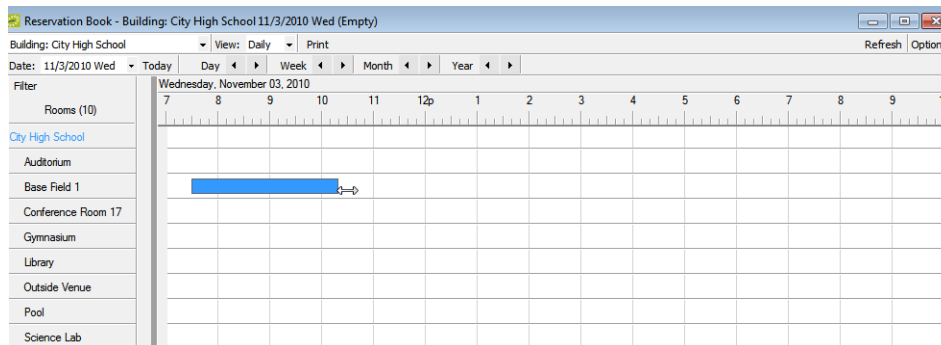 Reservation Book - Building: City High School 11/3/2010 Wed (Empty)
Building: City High School View: Daily Print Refresh Option
Date: 11/3/2010 Wed Today Day Week Month Year
Filter Wednesday, November 03, 2010
7 8 9 10 11 12p 1 2 3 4 5 6 7 8 9
Rooms (10)
City High School
Auditorium
Base Field 1
Conference Room 17
Gymnasium
Library
Outside Venue
Pool
Science Lab